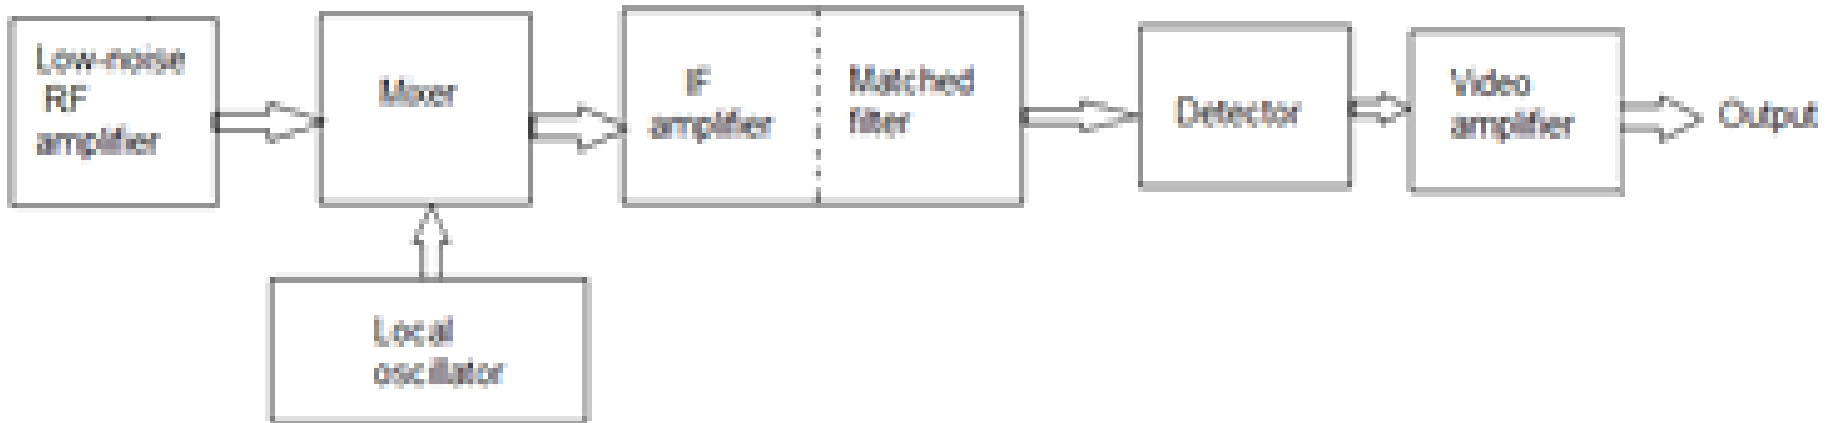 Low-noise
RF
amplifier
Mixer
IF
amplifier
Matched
filter
Detector
Video
amplifier
Output
Local
oscillator